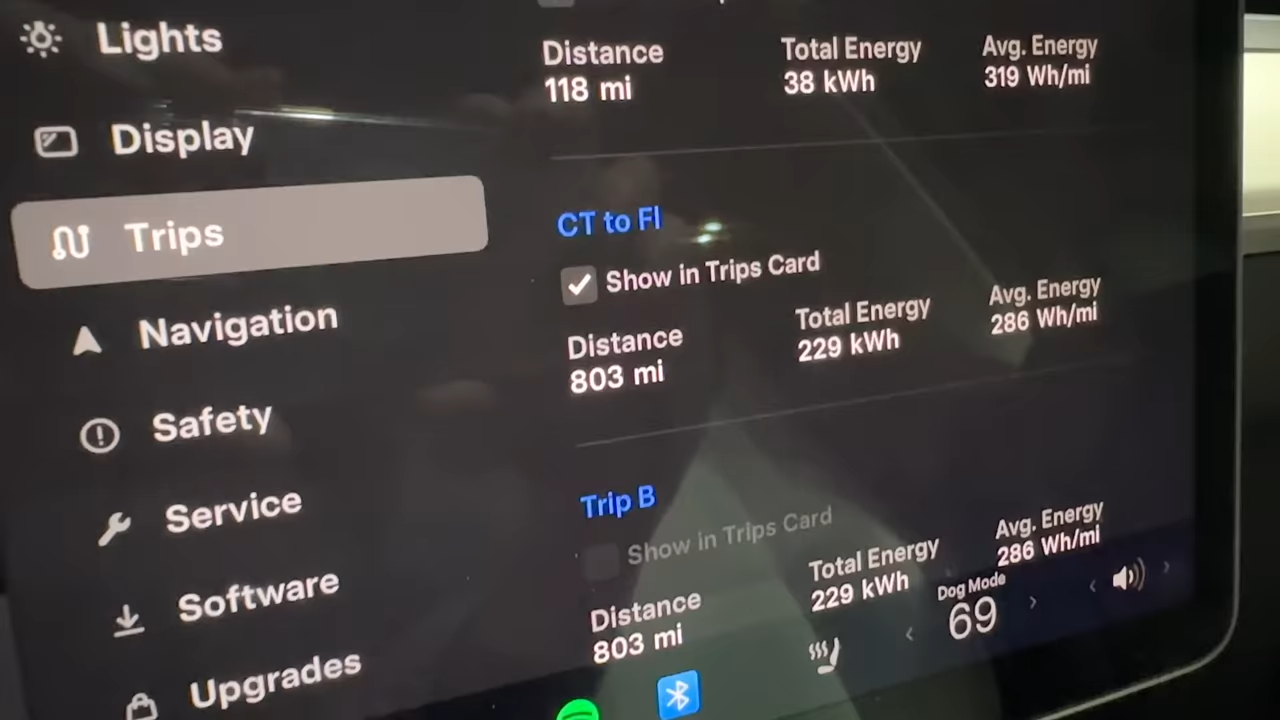 Lights
Display
Trips
Navigation
Safety
Service
Software
Upgrades
Distance
118 mi
Total Energy
38 kWh
Avg. Energy
319 Wh/mi
CT to Fl
Show in Trips Card
Distance
803 mi
Total Energy
229 kWh
Avg. Energy
286 Wh/mi
Trip B
Show in Trips Card
Distance
803 mi
Total Energy
229 kWh
Avg. Energy
286 Wh/mi
Dog Mode
69